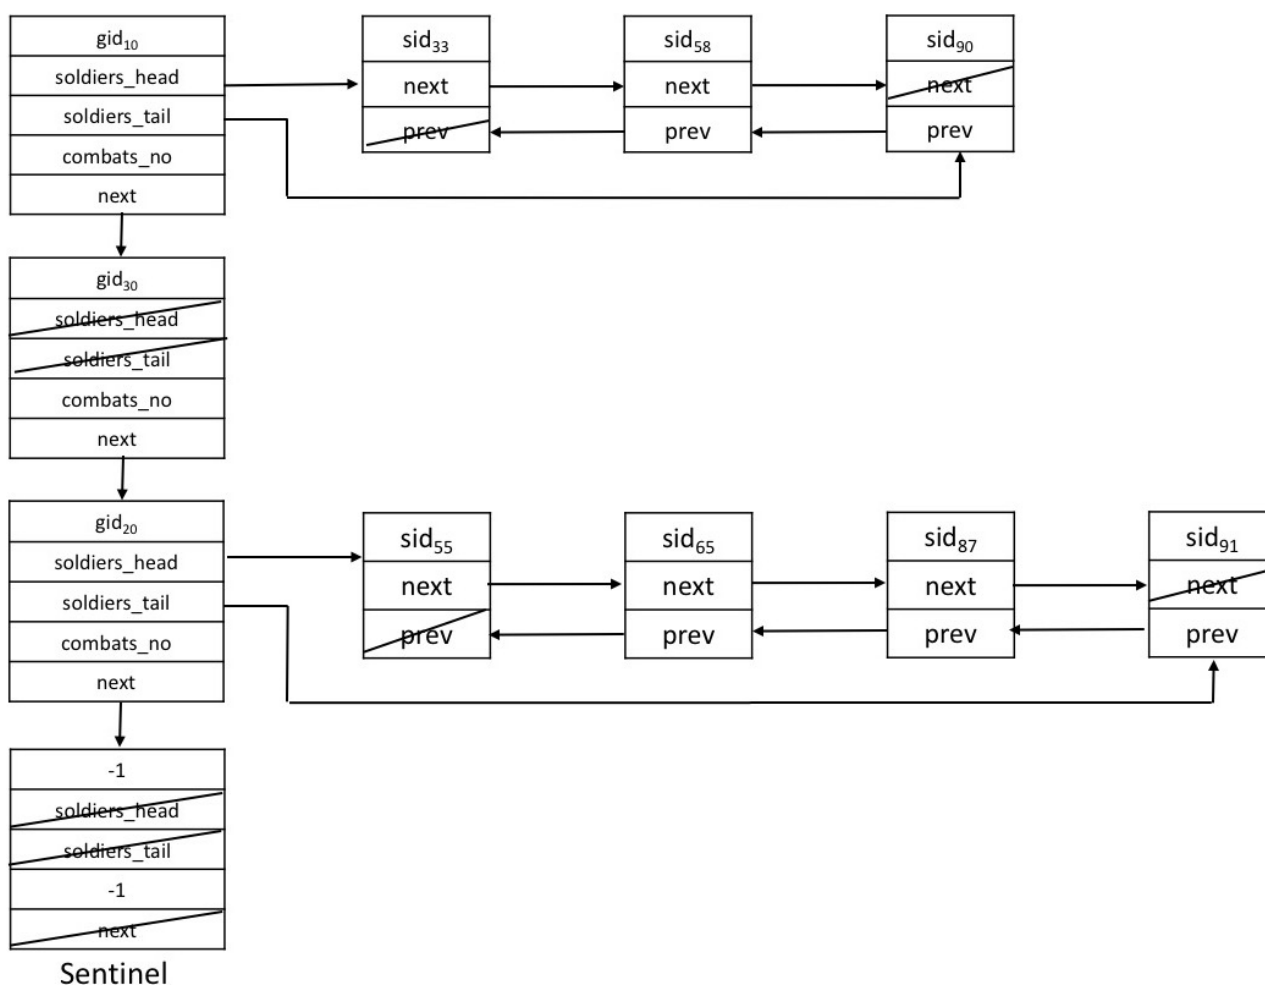 gid₁₀
soldiers_head
soldiers_tail
combats_no
next
sid₃₃
next
prev
sid₅₈
next
prev
sid₉₀
next
prev
gid₃₀
soldiers_head
soldiers_tail
combats_no
next
gid₂₀
soldiers_head
soldiers_tail
combats_no
next
sid₅₅
next
prev
sid₆₅
next
prev
sid₈₇
next
prev
sid₉₁
next
prev
-1
soldiers_head
soldiers_tail
-1
next
Sentinel